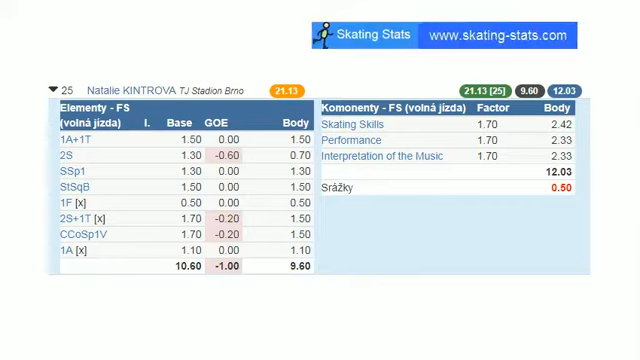 Skating Stats www.skating-stats.com
25 Natalie KINTROVA TJ Stadion Brno 21.13 21.13 [25] 9.60 12.03
Elementy - FS
(volná jízda) I. Base GOE Body
1A+1T 1.50 0.00 1.50
2S 1.30 -0.60 0.70
SSp1 1.30 0.00 1.30
StSqB 1.50 0.00 1.50
1F [x] 0.50 0.00 0.50
2S+1T [x] 1.70 -0.20 1.50
CCoSp1V 1.70 -0.20 1.50
1A [x] 1.10 0.00 1.10
10.60 -1.00 9.60
Komonenty - FS (volná jízda) Factor Body
Skating Skills 1.70 2.42
Performance 1.70 2.33
Interpretation of the Music 1.70 2.33
12.03
Srážky 0.50